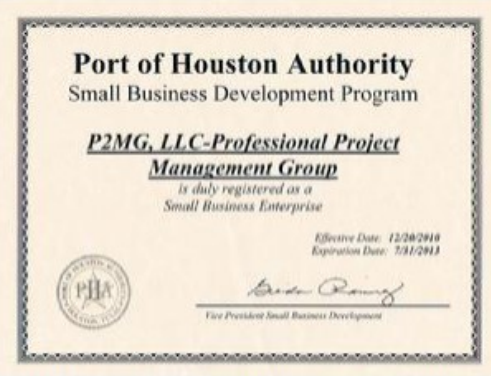 Port of Houston Authority
Small Business Development Program
P2MG, LLC-Professional Project
Management Group
is duly registered as a
Small Business Enterprise
Effective Date: 12/20/2010
Expiration Date: 7/31/2013
PHA
Vice President Small Business Development